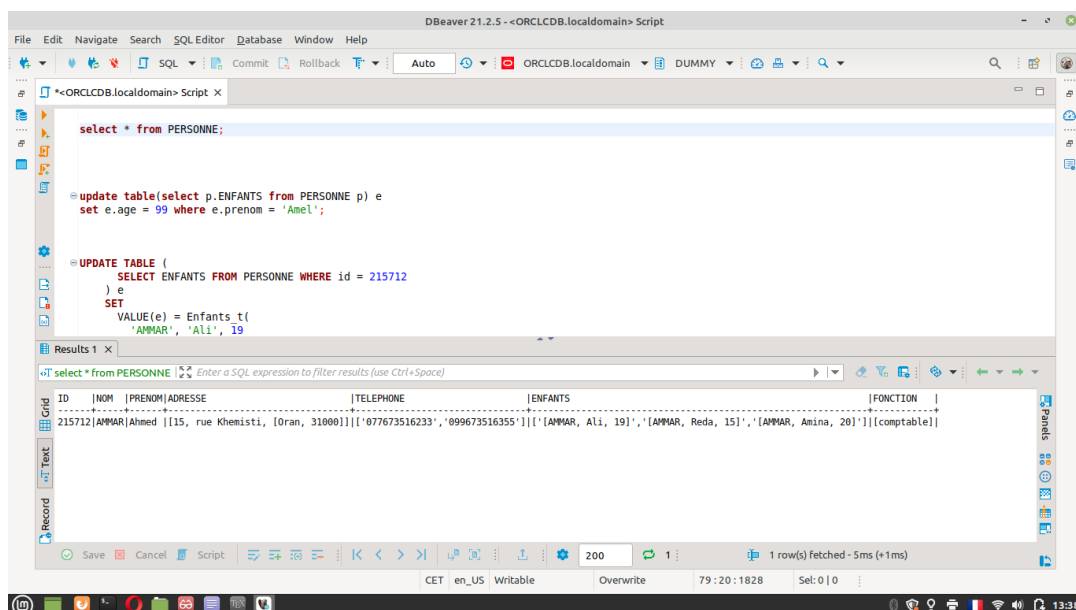 DBeaver 21.2.5 - <ORCLCDB.localdomain> Script
File Edit Navigate Search SQL Editor Database Window Help
SQL Commit Rollback Auto ORCLCDB.localdomain DUMMY
*<ORCLCDB.localdomain> Script
select * from PERSONNE;
update table(select p.ENFANTS from PERSONNE p) e
set e.age = 99 where e.prenom = 'Amel';
UPDATE TABLE (
SELECT ENFANTS FROM PERSONNE WHERE id = 215712
) e
SET
VALUE(e) = Enfants_t(
'AMMAR', 'Ali', 19
Results 1
select * from PERSONNE Enter a SQL expression to filter results (use Ctrl+Space)
Grid
Text
Record
ID |NOM |PRENOM|ADRESSE |TELEPHONE |ENFANTS |FONCTION |
------+-----+------+-------------------------------+-----------------------------+----------------------------------------------------------+-----------+
215712|AMMAR|Ahmed |[15, rue Khemisti, [Oran, 31000]]|['077673516233','099673516355']|['[AMMAR, Ali, 19]','[AMMAR, Reda, 15]','[AMMAR, Amina, 20]']|[comptable]|
Panels
Save Cancel Script 200 1 1 row(s) fetched - 5ms (+1ms)
CET en_US Writable Overwrite 79 : 20 : 1828 Sel: 0 | 0
13:3